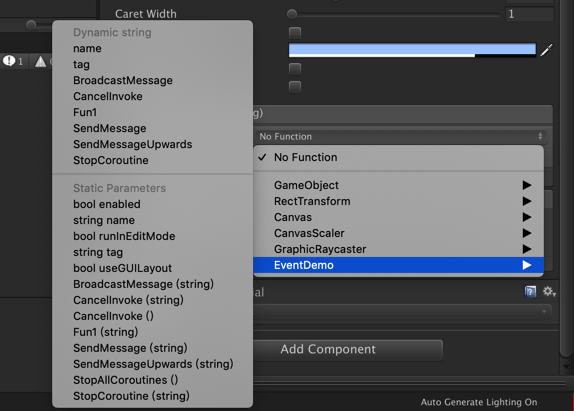 Caret Width
1
1
g)
No Function
No Function
GameObject
RectTransform
Canvas
CanvasScaler
GraphicRaycaster
EventDemo
Dynamic string
name
tag
BroadcastMessage
CancelInvoke
Fun1
SendMessage
SendMessageUpwards
StopCoroutine
Static Parameters
bool enabled
string name
bool runInEditMode
string tag
bool useGUILayout
BroadcastMessage (string)
CancelInvoke (string)
CancelInvoke ()
Fun1 (string)
SendMessage (string)
SendMessageUpwards (string)
StopAllCoroutines ()
StopCoroutine (string)
ial
Add Component
Auto Generate Lighting On